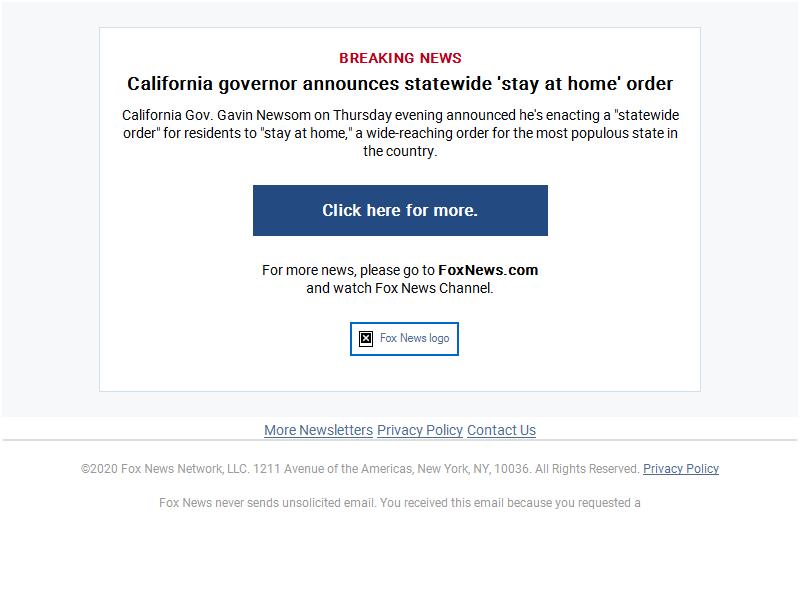 BREAKING NEWS
California governor announces statewide 'stay at home' order
California Gov. Gavin Newsom on Thursday evening announced he's enacting a "statewide
order" for residents to "stay at home," a wide-reaching order for the most populous state in
the country.
Click here for more.
For more news, please go to FoxNews.com
and watch Fox News Channel.
Fox News logo
More Newsletters Privacy Policy Contact Us
©2020 Fox News Network, LLC. 1211 Avenue of the Americas, New York, NY, 10036. All Rights Reserved. Privacy Policy
Fox News never sends unsolicited email. You received this email because you requested a